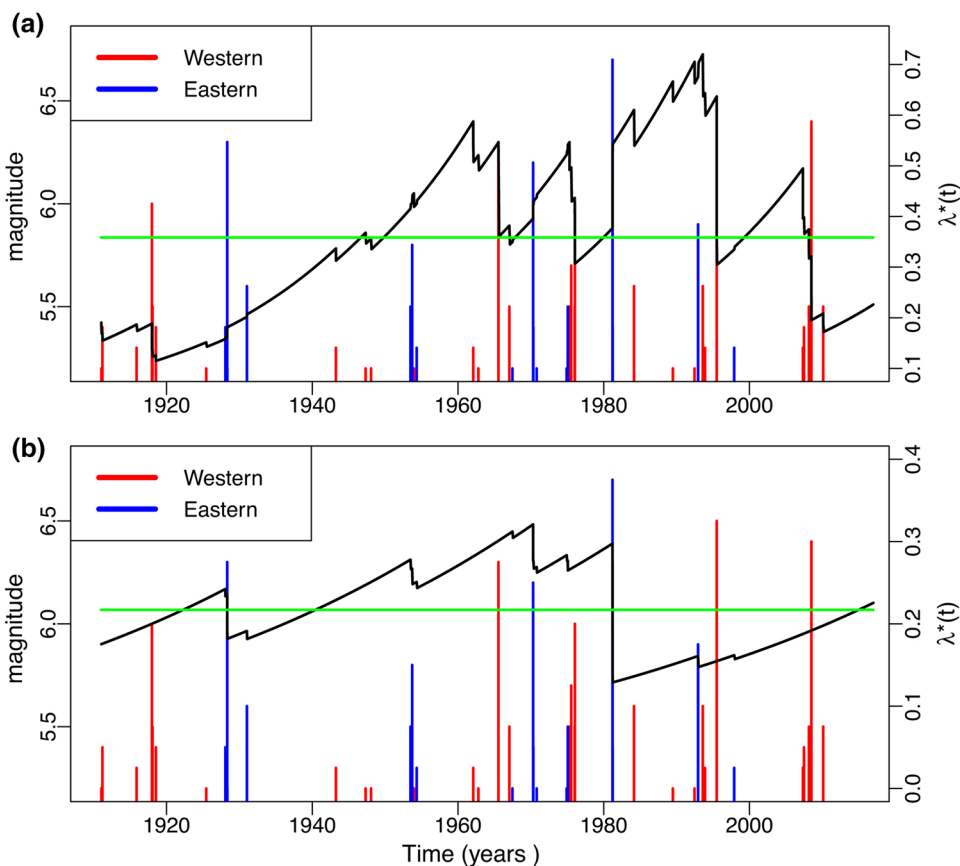 (a)
Western
Eastern
magnitude
5.5 6.0 6.5
0.1 0.2 0.3 0.4 0.5 0.6 0.7
λ*(t)
1920 1940 1960 1980 2000
(b)
Western
Eastern
magnitude
5.5 6.0 6.5
0.0 0.1 0.2 0.3 0.4
λ*(t)
1920 1940 1960 1980 2000
Time (years )